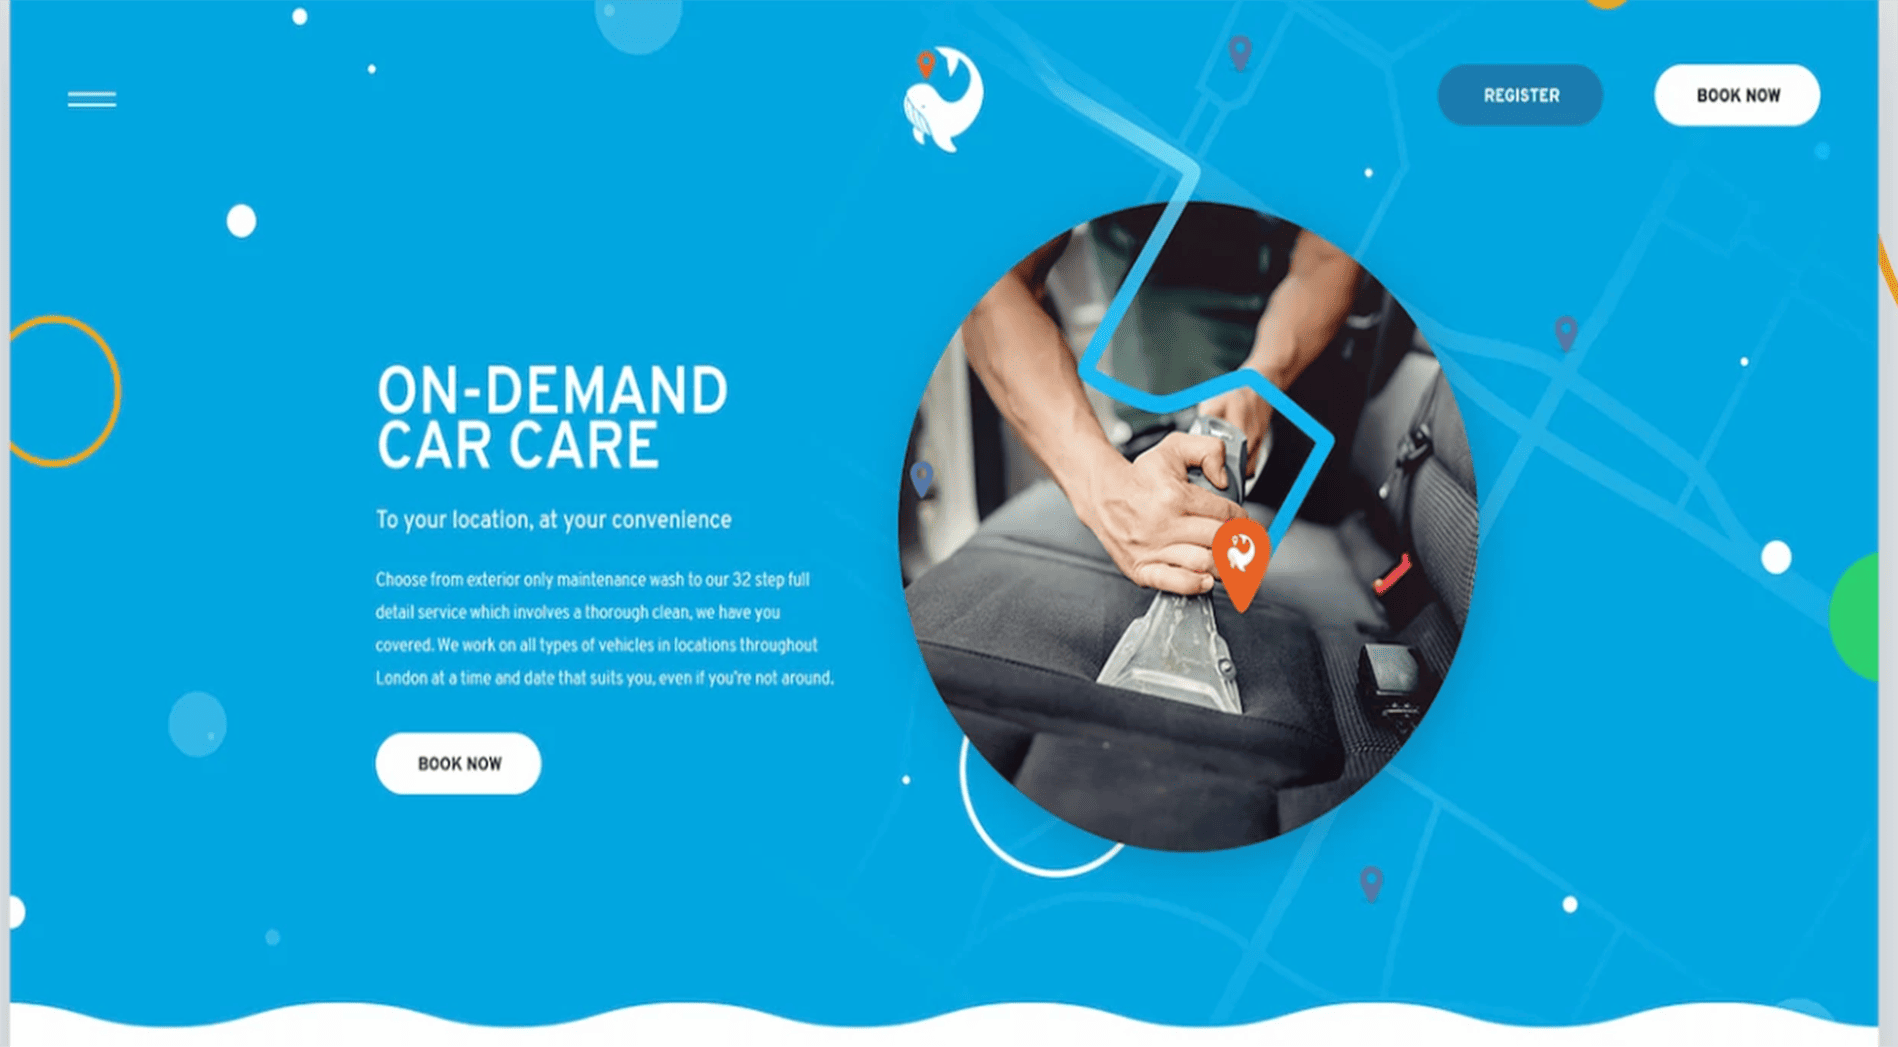 REGISTER
BOOK NOW
ON-DEMAND
CAR CARE
To your location, at your convenience
Choose from exterior only maintenance wash to our 32 step full
detail service which involves a thorough clean, we have you
covered. We work on all types of vehicles in locations throughout
London at a time and date that suits you, even if you're not around.
BOOK NOW